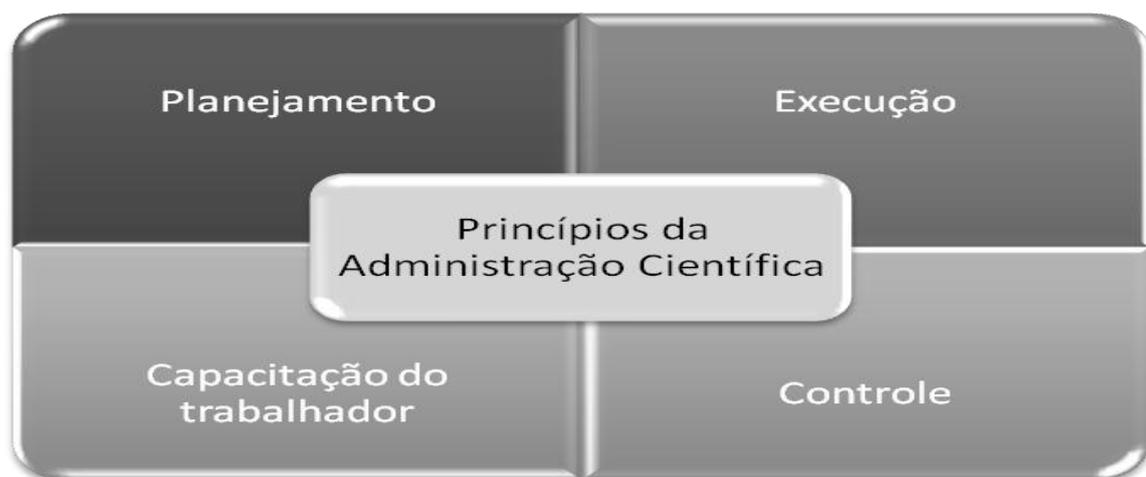 Planejamento
Execução
Princípios da
Administração Científica
Capacitação do
trabalhador
Controle